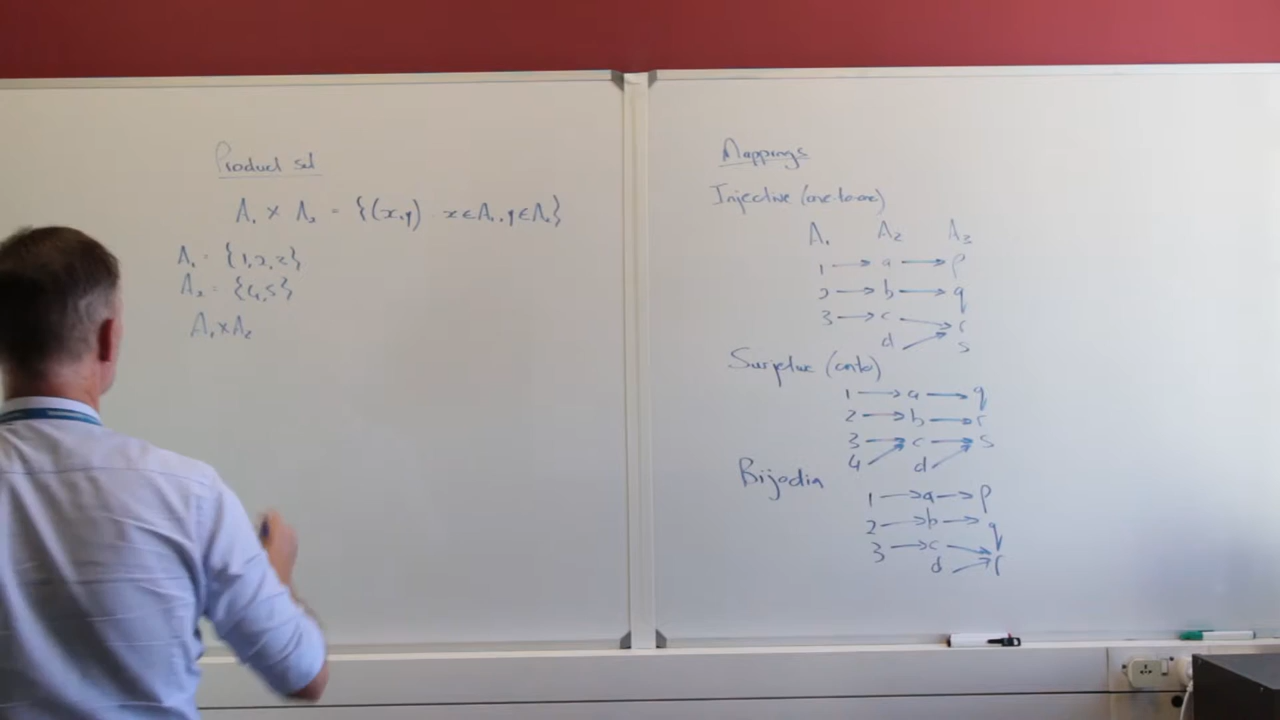 Product set
A₁ × A₂ = {(x,y) : x ∈ A₁, y ∈ A₂}
A₁ = {1,2,3}
A₂ = {4,5}
A₁×A₂
Mappings
Injective (one-to-one)
A₁ A₂ A₃
1 → a → p
2 → b → q
3 → c → r
d s
Surjective (onto)
1 → a → q
2 → b → r
3 → c → s
4 d
Bijection
1 → a → p
2 → b → q
3 → c → r
d